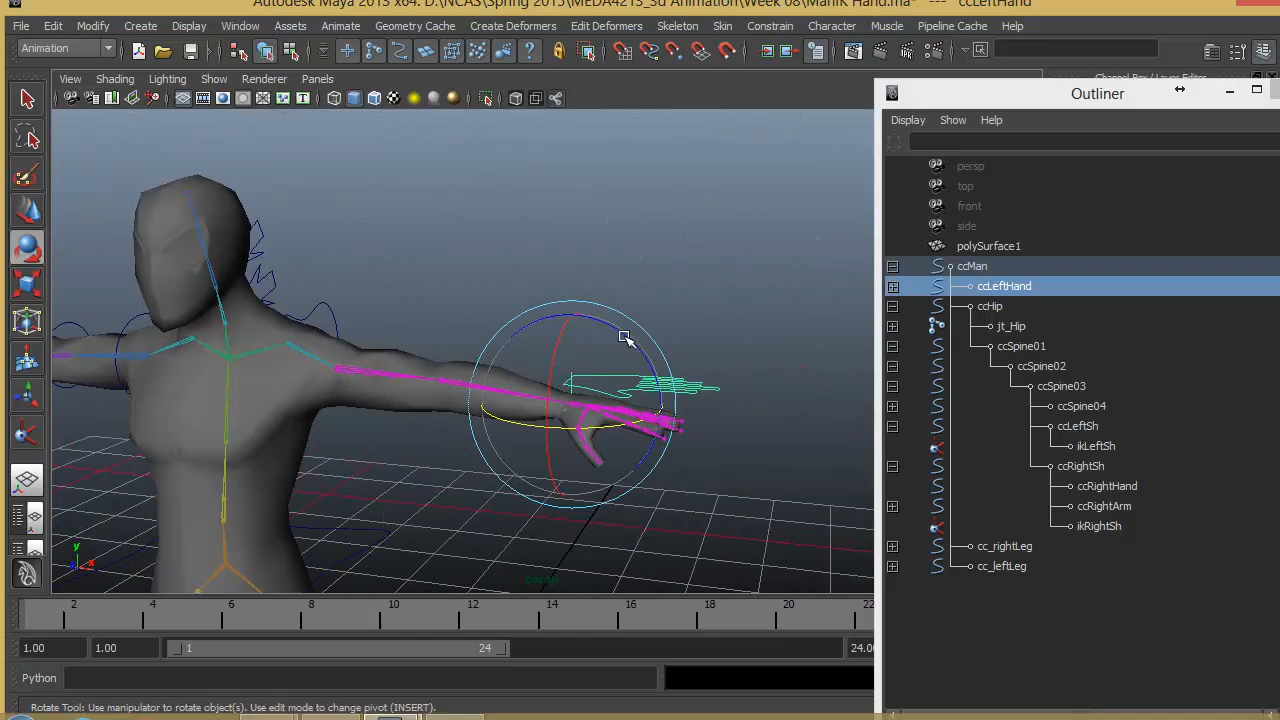 Autodesk Maya 2013 x64: D:\NCAS\Spring 2015\MEDA4213_3d Animation\Week 08\Manik Hand.ma* --- ccLeftHand
File Edit Modify Create Display Window Assets Animate Geometry Cache Create Deformers Edit Deformers Skeleton Skin Constrain Character Muscle Pipeline Cache Help
Animation
View Shading Lighting Show Renderer Panels
Channel Box / Layer Editor
Outliner
Display Show Help
persp
top
front
side
polySurface1
ccMan
ccLeftHand
ccHip
jt_Hip
ccSpine01
ccSpine02
ccSpine03
ccSpine04
ccLeftSh
ikLeftSh
ccRightSh
ccRightHand
ccRightArm
ikRightSh
cc_rightLeg
cc_leftLeg
y
x
persp
2 4 6 8 10 12 14 16 18 20 22
1.00 1.00 1 24 24.00
Python
Rotate Tool: Use manipulator to rotate object(s). Use edit mode to change pivot (INSERT).